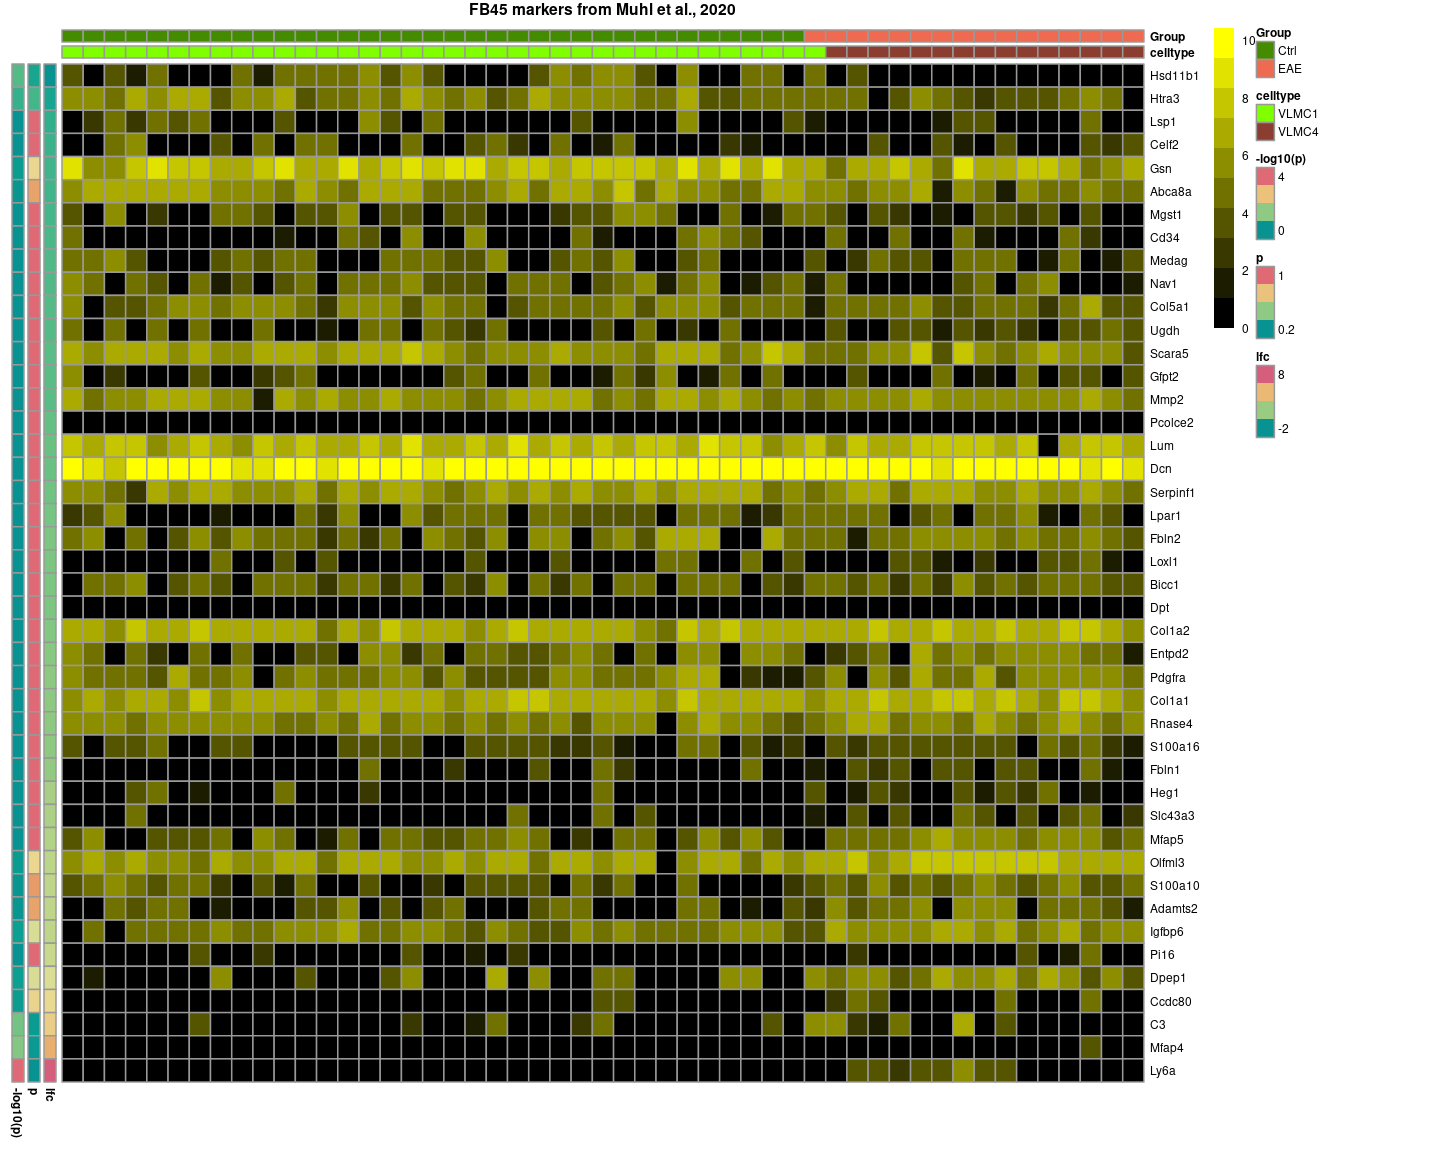 FB45 markers from Muhl et al., 2020
Group
celltype
Hsd11b1
Htra3
Lsp1
Celf2
Gsn
Abca8a
Mgst1
Cd34
Medag
Nav1
Col5a1
Ugdh
Scara5
Gfpt2
Mmp2
Pcolce2
Lum
Dcn
Serpinf1
Lpar1
Fbln2
Loxl1
Bicc1
Dpt
Col1a2
Entpd2
Pdgfra
Col1a1
Rnase4
S100a16
Fbln1
Heg1
Slc43a3
Mfap5
Olfml3
S100a10
Adamts2
Igfbp6
Pi16
Dpep1
Ccdc80
C3
Mfap4
Ly6a
-log10(p)
p
lfc
10
8
6
4
2
0
Group
Ctrl
EAE
celltype
VLMC1
VLMC4
-log10(p)
4
0
p
1
0.2
lfc
8
-2